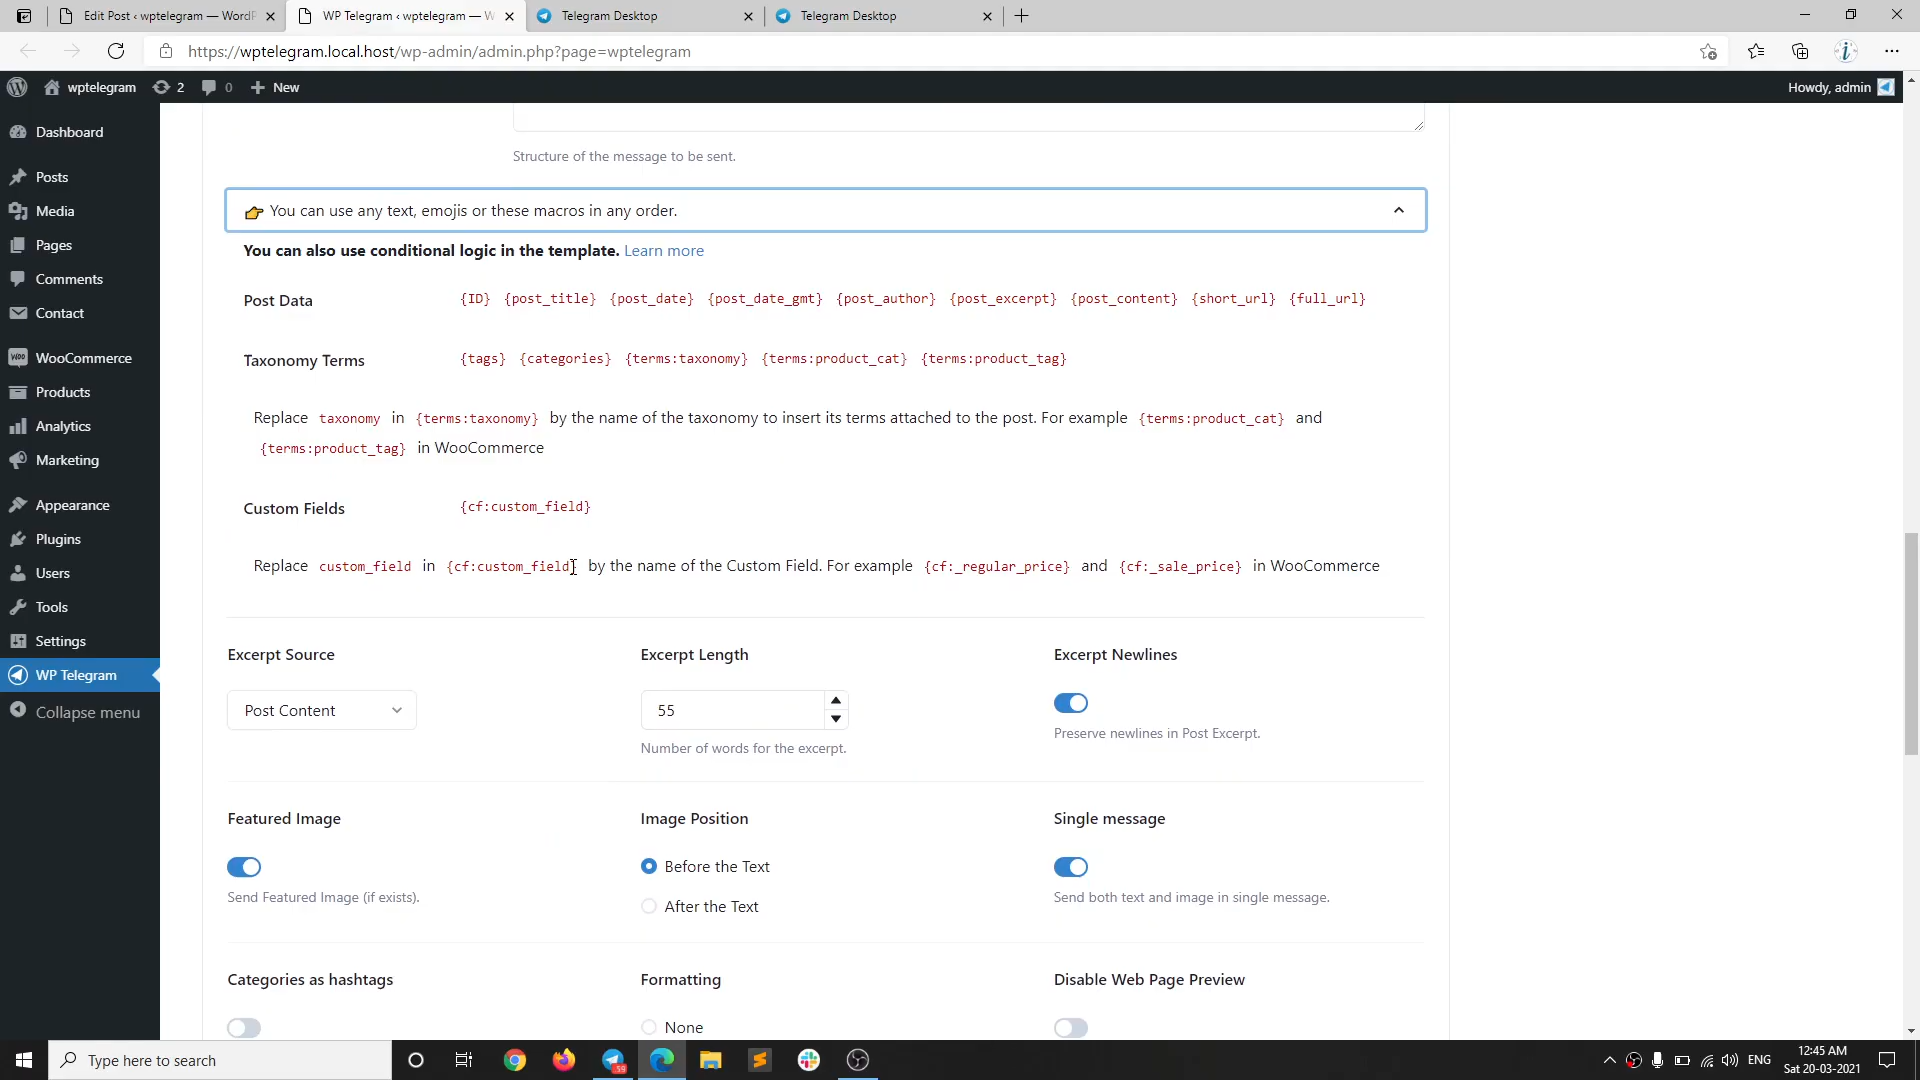 Edit Post ‹ wptelegram — WordP
WP Telegram ‹ wptelegram — W
Telegram Desktop
Telegram Desktop
https://wptelegram.local.host/wp-admin/admin.php?page=wptelegram
wptelegram
2
0
New
Howdy, admin
Dashboard
Posts
Media
Pages
Comments
Contact
WooCommerce
Products
Analytics
Marketing
Appearance
Plugins
Users
Tools
Settings
WP Telegram
Collapse menu
Structure of the message to be sent.
👉 You can use any text, emojis or these macros in any order.
You can also use conditional logic in the template. Learn more
Post Data {ID} {post_title} {post_date} {post_date_gmt} {post_author} {post_excerpt} {post_content} {short_url} {full_url}
Taxonomy Terms {tags} {categories} {terms:taxonomy} {terms:product_cat} {terms:product_tag}
Replace taxonomy in {terms:taxonomy} by the name of the taxonomy to insert its terms attached to the post. For example {terms:product_cat} and
{terms:product_tag} in WooCommerce
Custom Fields {cf:custom_field}
Replace custom_field in {cf:custom_field} by the name of the Custom Field. For example {cf:_regular_price} and {cf:_sale_price} in WooCommerce
Excerpt Source Excerpt Length Excerpt Newlines
Post Content 55
Preserve newlines in Post Excerpt.
Number of words for the excerpt.
Featured Image Image Position Single message
Before the Text
Send Featured Image (if exists). Send both text and image in single message.
After the Text
Categories as hashtags Formatting Disable Web Page Preview
None
Type here to search
59
ENG
12:45 AM
Sat 20-03-2021